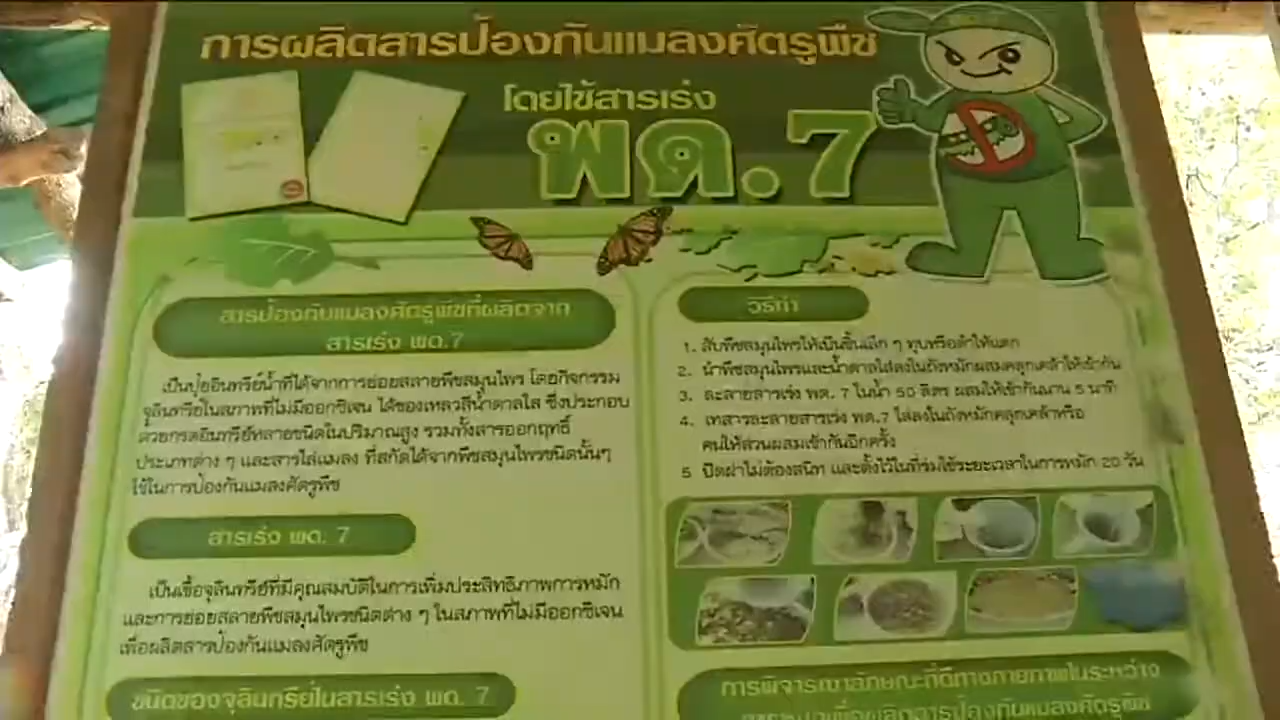 การผลิตสารป้องกันแมลงศัตรูพืช
โดยใช้สารเร่ง
พด.7
สารป้องกันแมลงศัตรูพืชที่ผลิตจาก
สารเร่ง พด.7
เป็นปุ๋ยอินทรีย์น้ำที่ได้จากการย่อยสลายพืชสมุนไพร โดยกิจกรรม
จุลินทรีย์ในสภาพที่ไม่มีออกซิเจน ได้ของเหลวสีน้ำตาลใส ซึ่งประกอบ
ด้วยกรดอินทรีย์หลายชนิดในปริมาณสูง รวมทั้งสารออกฤทธิ์
ประเภทต่าง ๆ และสารไล่แมลง ที่สกัดได้จากพืชสมุนไพรชนิดนั้นๆ
ใช้ในการป้องกันแมลงศัตรูพืช
สารเร่ง พด. 7
เป็นเชื้อจุลินทรีย์ที่มีคุณสมบัติในการเพิ่มประสิทธิภาพการหมัก
และการย่อยสลายพืชสมุนไพรชนิดต่าง ๆ ในสภาพที่ไม่มีออกซิเจน
เพื่อผลิตสารป้องกันแมลงศัตรูพืช
ชนิดของจุลินทรีย์ในสารเร่ง พด. 7
วิธีทำ
1. สับพืชสมุนไพรให้เป็นชิ้นเล็ก ๆ ทุบหรือตำให้แตก
2. นำพืชสมุนไพรและน้ำตาลใส่ลงในถังหมักผสมคลุกเคล้าให้เข้ากัน
3. ละลายสารเร่ง พด. 7 ในน้ำ 50 ลิตร ผสมให้เข้ากันนาน 5 นาที
4. เทสารละลายสารเร่ง พด.7 ใส่ลงในถังหมักคลุกเคล้าหรือ
คนให้ส่วนผสมเข้ากันอีกครั้ง
5 ปิดฝาไม่ต้องสนิท และตั้งไว้ในที่ร่มใช้ระยะเวลาในการหมัก 20 วัน
การพิจารณาลักษณะที่ดีทางกายภาพในระหว่าง
การหมักเพื่อผลิตสารป้องกันแมลงศัตรูพืช